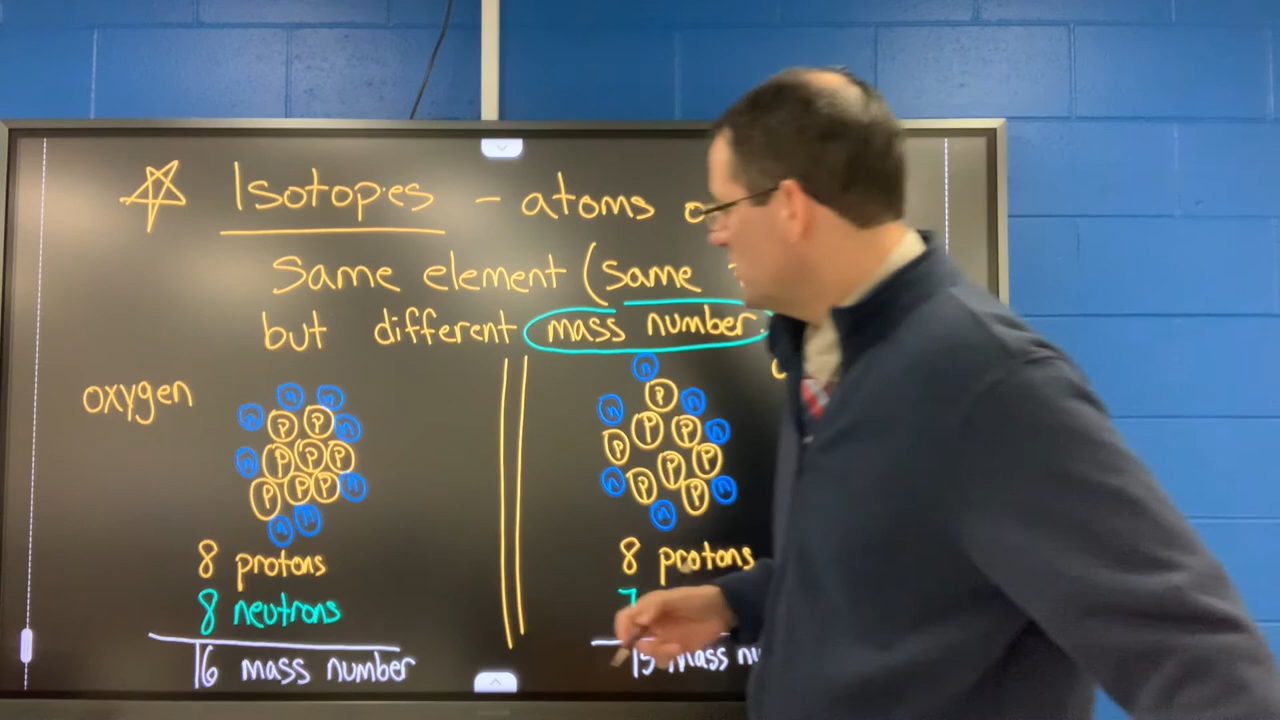 Isotopes - atoms
Same element (same
but different mass number.
oxygen
n n n n p p n p p p n p p p n n n
n p n n p p n p p p n p p n n
8 protons
8 neutrons
16 mass number
8 protons
7
15 mass